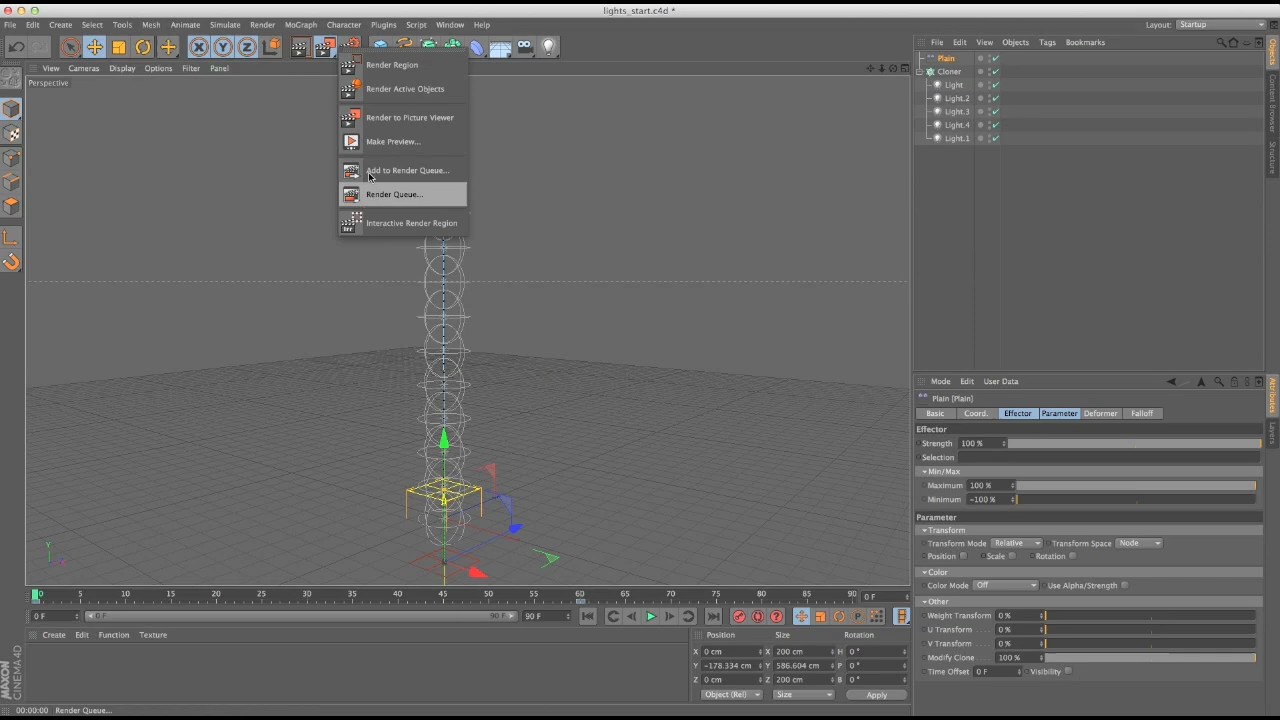 lights_start.c4d *
File Edit Create Select Tools Mesh Animate Simulate Render MoGraph Character Plugins Script Window Help
Layout: Startup
X Y Z
View Cameras Display Options Filter Panel
Perspective
Render Region
Render Active Objects
Render to Picture Viewer
Make Preview...
Add to Render Queue...
Render Queue...
Interactive Render Region
File Edit View Objects Tags Bookmarks
Plain
Cloner
Light
Light.2
Light.3
Light.4
Light.1
Objects
Content Browser
Structure
Mode Edit User Data
Plain [Plain]
Basic Coord. Effector Parameter Deformer Falloff
Effector
Strength 100 %
Selection
Min/Max
Maximum 100 %
Minimum -100 %
Parameter
Transform
Transform Mode Relative Transform Space Node
Position Scale Rotation
Color
Color Mode Off Use Alpha/Strength
Other
Weight Transform 0 %
U Transform 0 %
V Transform 0 %
Modify Clone 100 %
Time Offset 0 F Visibility
Attributes
Layers
Y
0 5 10 15 20 25 30 35 40 45 50 55 60 65 70 75 80 85 90
0 F
0 F 0 F 90 F 90 F
P
Create Edit Function Texture
Position Size Rotation
X 0 cm X 200 cm H 0 °
Y -178.334 cm Y 586.604 cm P 0 °
Z 0 cm Z 200 cm B 0 °
Object (Rel) Size Apply
MAXON
CINEMA 4D
00:00:00 Render Queue...